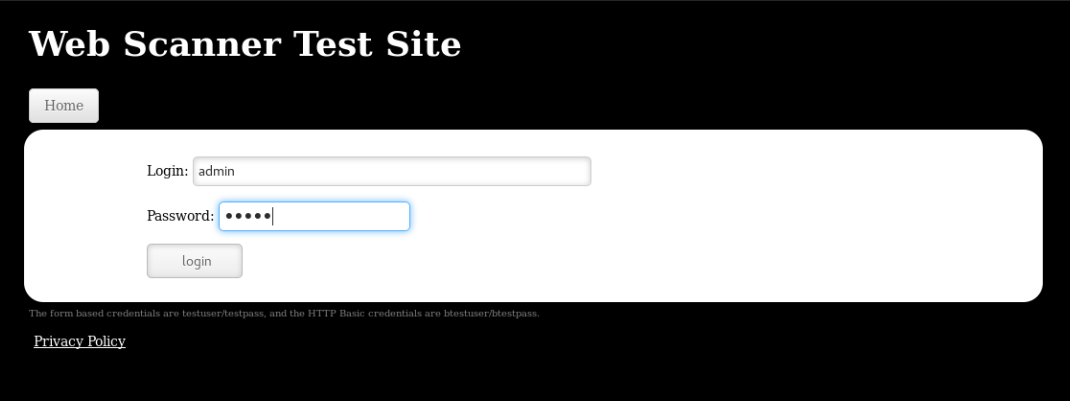 Web Scanner Test Site
Home
Login: admin
Password: •••••
login
The form based credentials are testuser/testpass, and the HTTP Basic credentials are btestuser/btestpass.
Privacy Policy